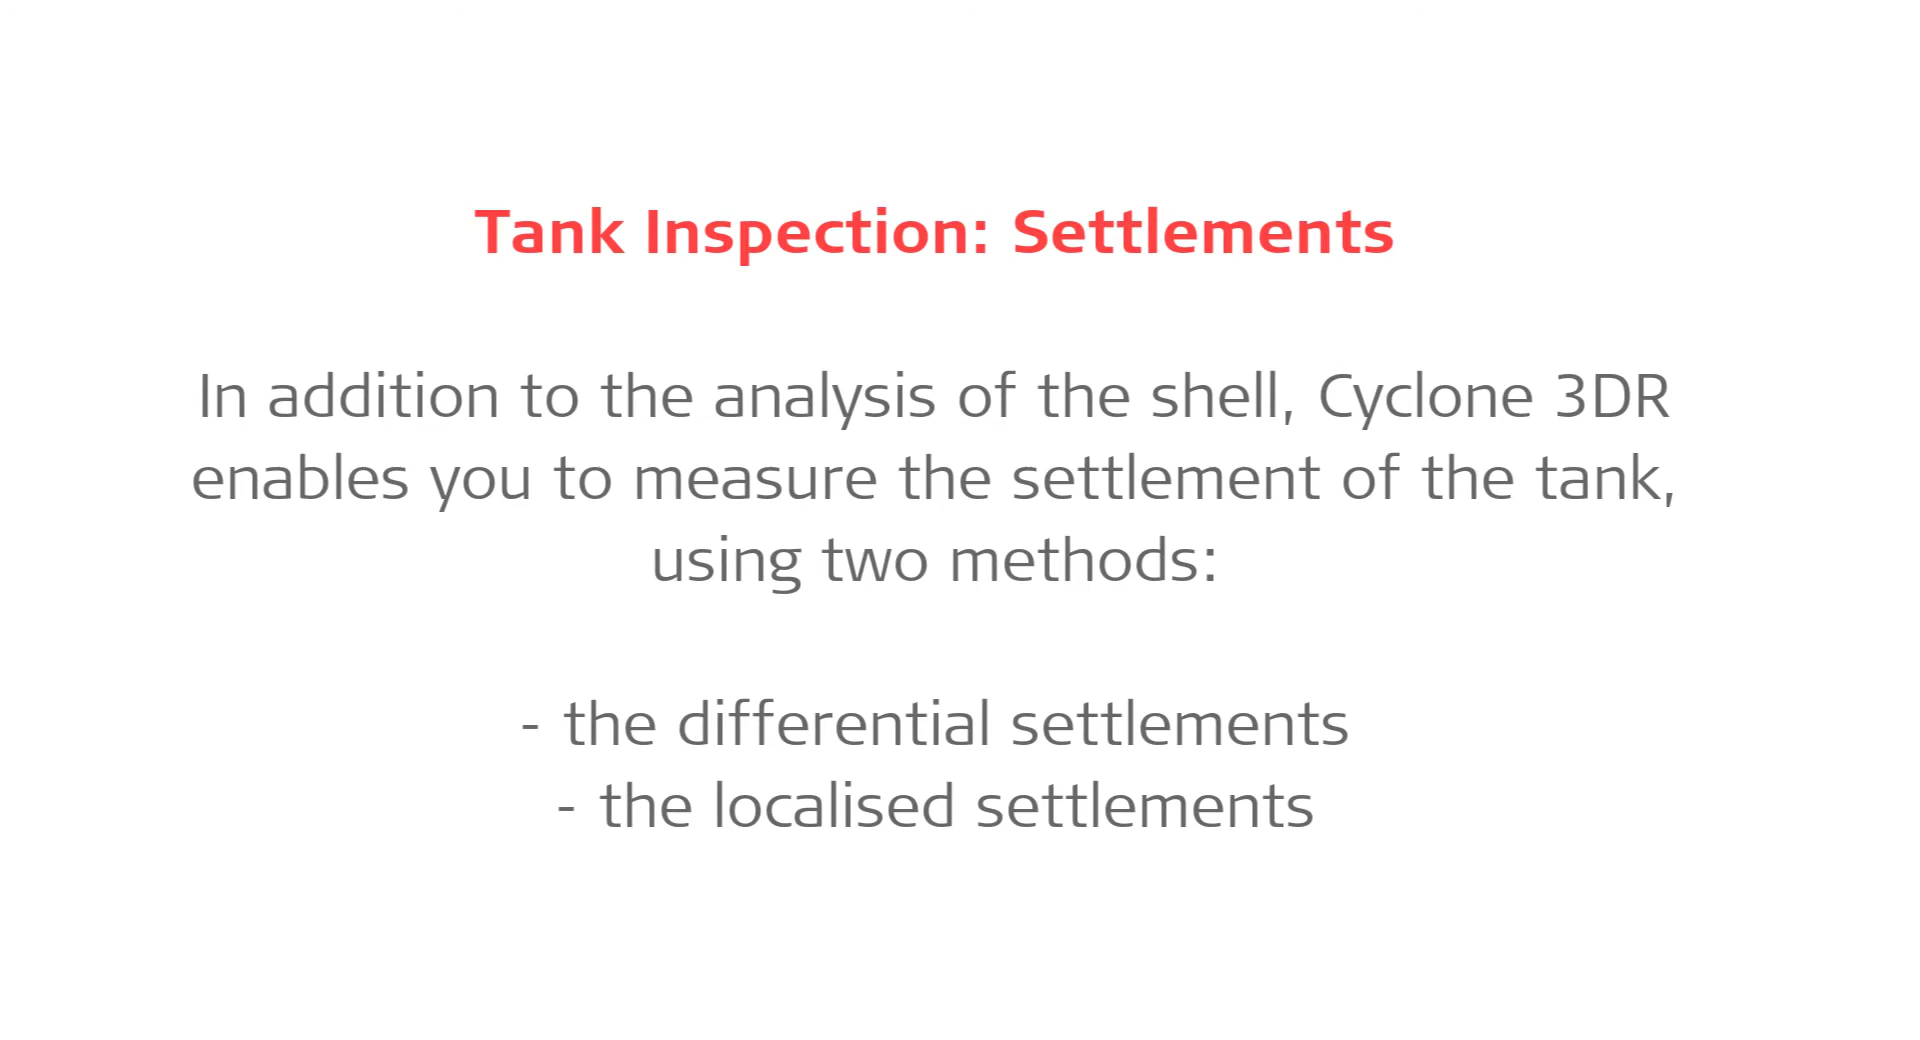 Tank Inspection: Settlements
In addition to the analysis of the shell, Cyclone 3DR
enables you to measure the settlement of the tank,
using two methods:
- the differential settlements
- the localised settlements